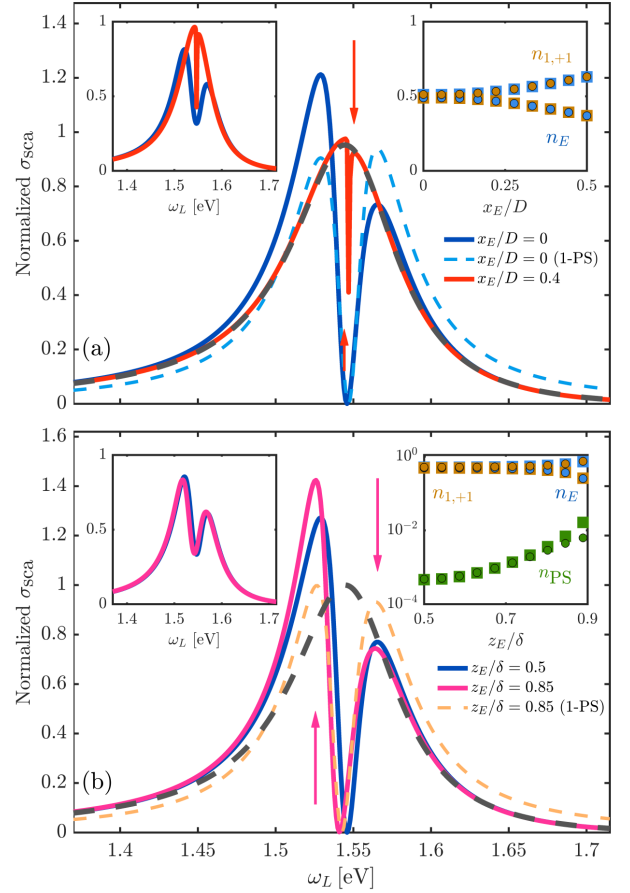 1.4
1.2
1
0.8
0.6
0.4
0.2
0
Normalized σsca
(a)
1
0.5
0
1.4
1.5
1.6
1.7
ωL [eV]
1
0.5
0
0
0.25
0.5
xE/D
n1,+1
nE
xE/D = 0
xE/D = 0 (1-PS)
xE/D = 0.4
1.6
1.4
1.2
1
0.8
0.6
0.4
0.2
0
Normalized σsca
(b)
1
0.5
0
1.4
1.5
1.6
1.7
ωL [eV]
10^0
10^−2
10^−4
0.5
0.7
0.9
zE/δ
n1,+1
nE
nPS
zE/δ = 0.5
zE/δ = 0.85
zE/δ = 0.85 (1-PS)
1.44
1.5
1.55
1.6
1.65
1.7
ωL [eV]